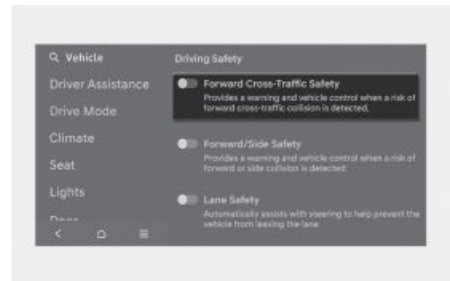 Vehicle
Driving Safety
Driver Assistance
Drive Mode
Climate
Seat
Lights
Door
Forward Cross-Traffic Safety
Provides a warning and vehicle control when a risk of
forward cross-traffic collision is detected.
Forward/Side Safety
Provides a warning and vehicle control when a risk of
forward or side collision is detected
Lane Safety
Automatically assists with steering to help prevent the
vehicle from leaving the lane